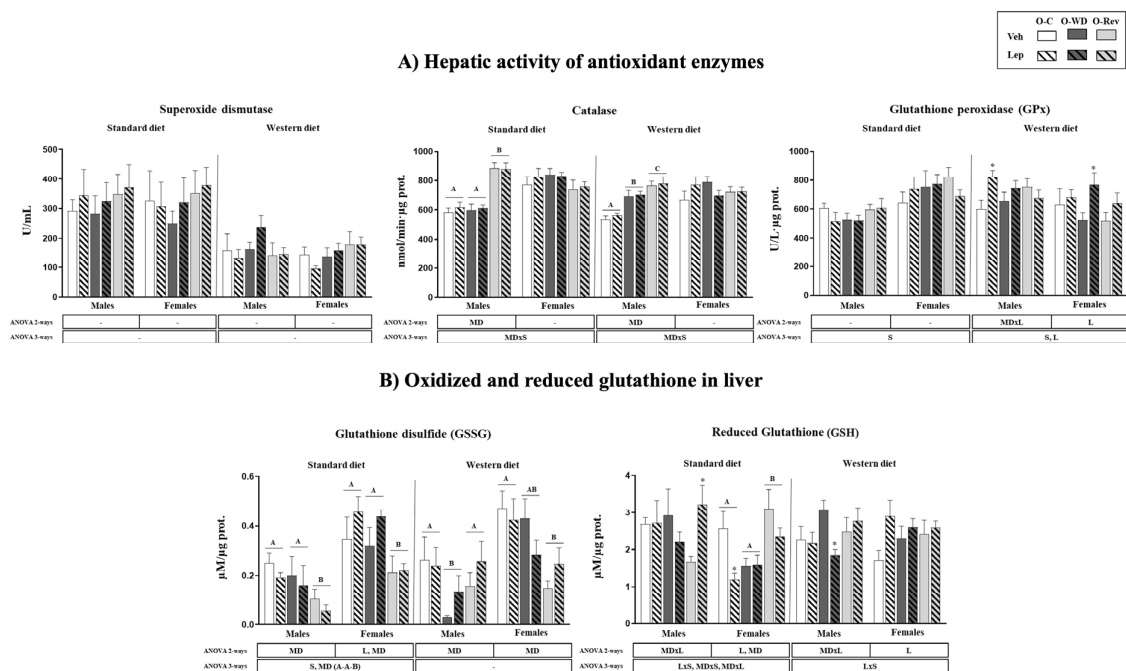 O-C O-WD O-Rev
Veh
Lep
A) Hepatic activity of antioxidant enzymes
Superoxide dismutase
Standard diet Western diet
500
400
300
200
100
0
U/mL
Males Females Males Females
ANOVA 2-ways - - - -
ANOVA 3-ways - -
Catalase
Standard diet Western diet
1000
800
600
400
200
0
nmol/min·µg prot.
A A B A B C
Males Females Males Females
ANOVA 2-ways MD - MD -
ANOVA 3-ways MDxS MDxS
Glutathione peroxidase (GPx)
Standard diet Western diet
1000
800
600
400
200
0
U/L·µg prot.
* *
Males Females Males Females
ANOVA 2-ways - - MDxL L
ANOVA 3-ways S S, L
B) Oxidized and reduced glutathione in liver
Glutathione disulfide (GSSG)
Standard diet Western diet
0.6
0.4
0.2
0.0
µM/µg prot.
A A B A A B A B A A AB B
Males Females Males Females
ANOVA 2-ways MD L, MD MD MD
ANOVA 3-ways S, MD (A-A-B) -
Reduced Glutathione (GSH)
Standard diet Western diet
4
3
2
1
0
µM/µg prot.
* A * A B *
Males Females Males Females
ANOVA 2-ways MDxL L, MD MDxL L
ANOVA 3-ways LxS, MDxS, MDxL LxS